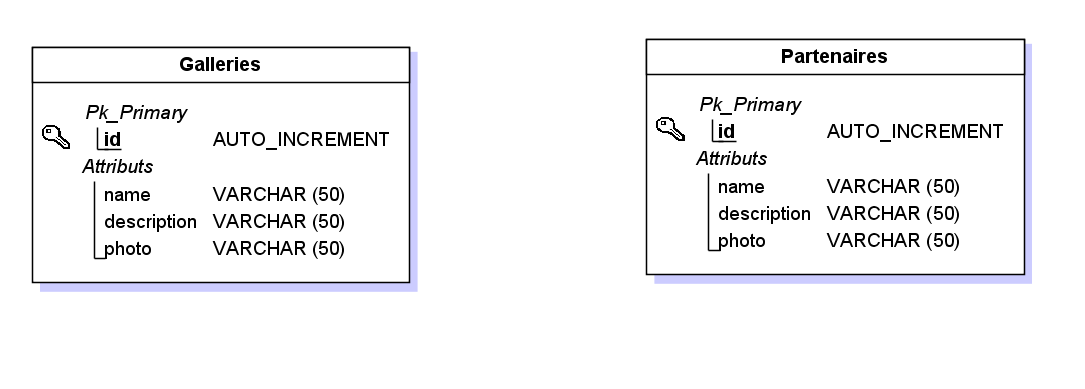 Galleries
Pk_Primary
id AUTO_INCREMENT
Attributs
name VARCHAR (50)
description VARCHAR (50)
photo VARCHAR (50)
Partenaires
Pk_Primary
id AUTO_INCREMENT
Attributs
name VARCHAR (50)
description VARCHAR (50)
photo VARCHAR (50)